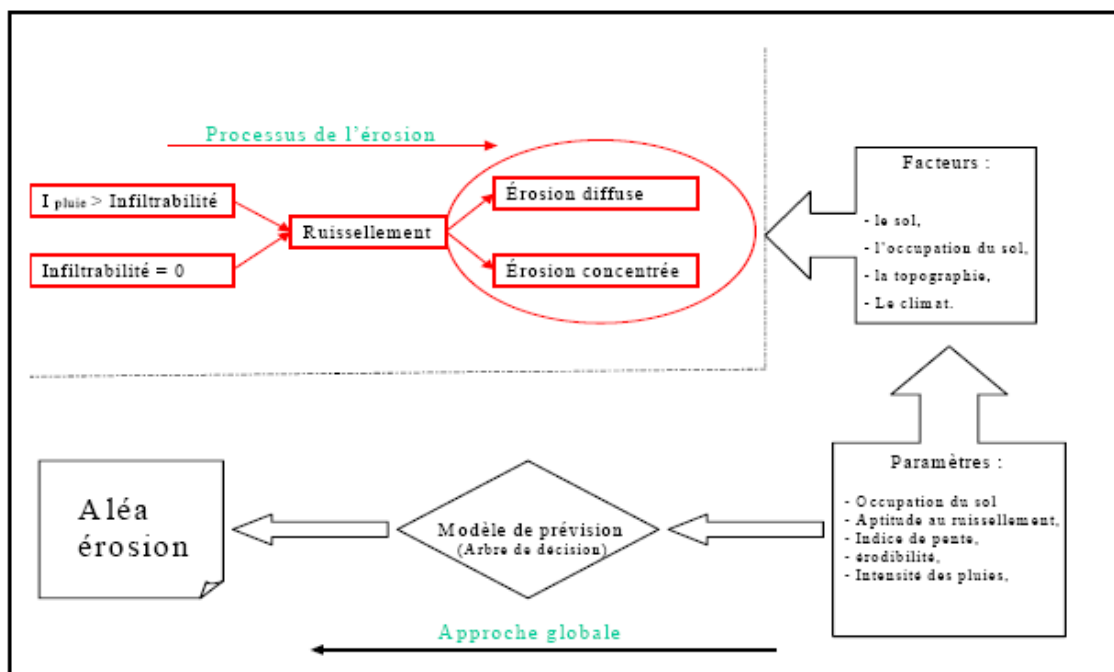 Processus de l'érosion
I pluie > Infiltrabilité
Infiltrabilité = 0
Ruissellement
Érosion diffuse
Érosion concentrée
Facteurs :
- le sol,
- l'occupation du sol,
- la topographie,
- Le climat.
Paramètres :
- Occupation du sol
- Aptitude au ruissellement,
- Indice de pente,
- érodibilité,
- Intensité des pluies,
Modèle de prévision
(Arbre de décision)
Aléa
érosion
Approche globale